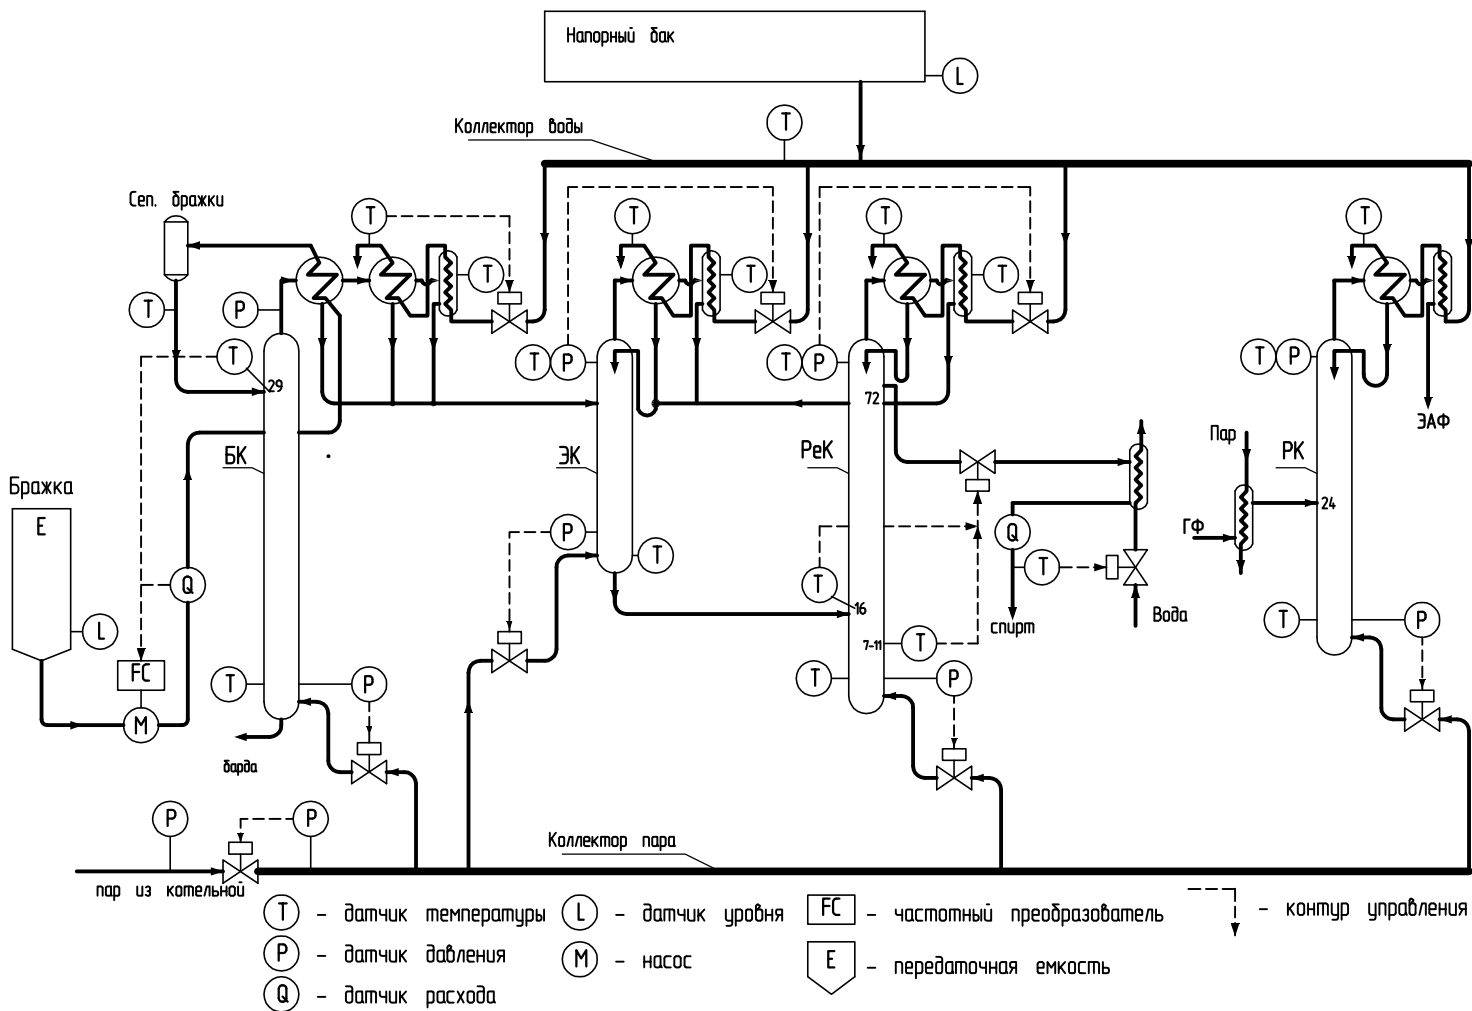 Напорный бак
L
T
Коллектор воды
Сеп. бражки
T
T
T
T
T
T
T
T
T
P
T
P
T
P
T
P
T
29
72
ЭАФ
БК
ЭК
РеК
Пар
РК
Бражка
E
24
ГФ
P
Q
Q
T
T
T
16
L
спирт
Вода
T
P
7-11
T
FC
T
P
T
P
M
барда
P
P
Коллектор пара
пар из котельной
T - датчик температуры
L - датчик уровня
FC - частотный преобразователь
- контур управления
P - датчик давления
M - насос
E - передаточная емкость
Q - датчик расхода